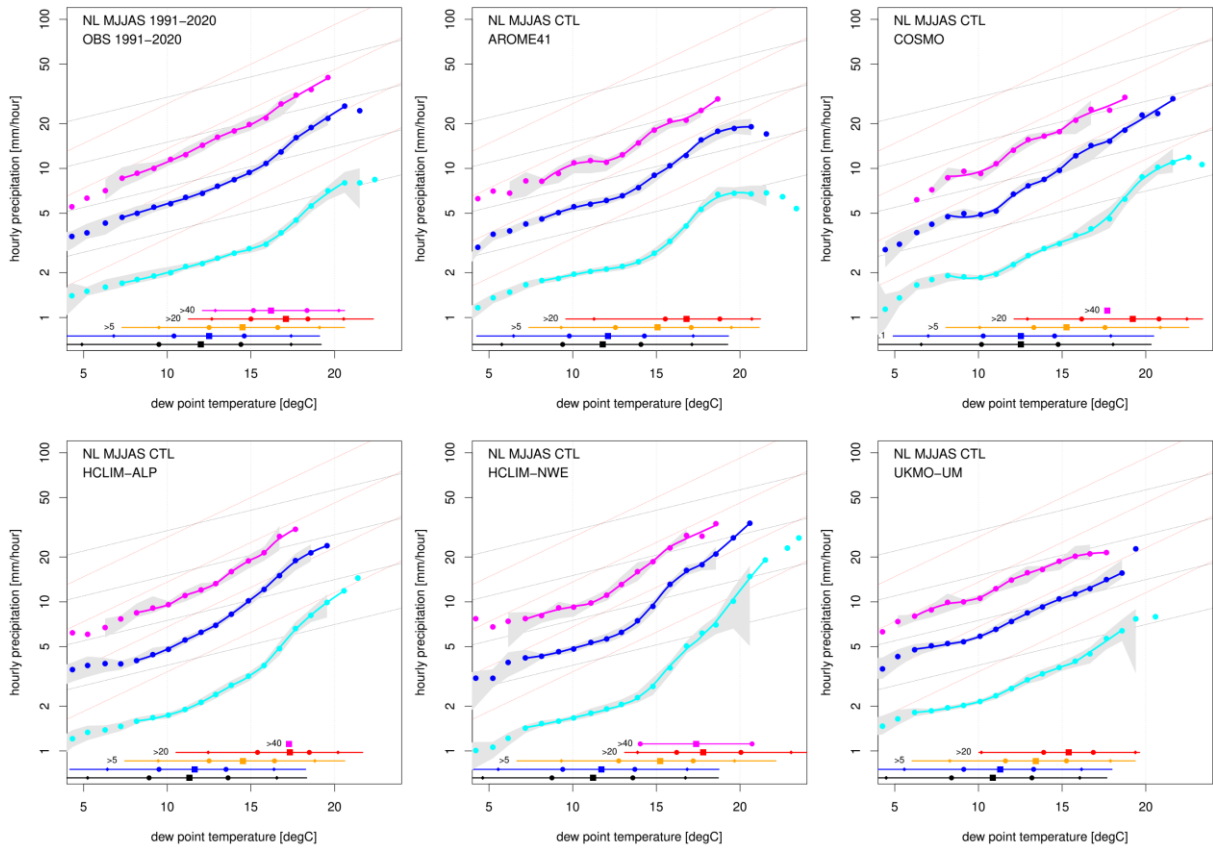 NL MJJAS 1991−2020
OBS 1991−2020
hourly precipitation [mm/hour]
100
50
20
10
5
2
1
>40
>20
>5
5 10 15 20
dew point temperature [degC]
NL MJJAS CTL
AROME41
hourly precipitation [mm/hour]
100
50
20
10
5
2
1
>20
>5
5 10 15 20
dew point temperature [degC]
NL MJJAS CTL
COSMO
hourly precipitation [mm/hour]
100
50
20
10
5
2
1
>40
>20
>5
.1
5 10 15 20
dew point temperature [degC]
NL MJJAS CTL
HCLIM−ALP
hourly precipitation [mm/hour]
100
50
20
10
5
2
1
>40
>20
>5
5 10 15 20
dew point temperature [degC]
NL MJJAS CTL
HCLIM−NWE
hourly precipitation [mm/hour]
100
50
20
10
5
2
1
>40
>20
>5
5 10 15 20
dew point temperature [degC]
NL MJJAS CTL
UKMO−UM
hourly precipitation [mm/hour]
100
50
20
10
5
2
1
>20
>5
5 10 15 20
dew point temperature [degC]